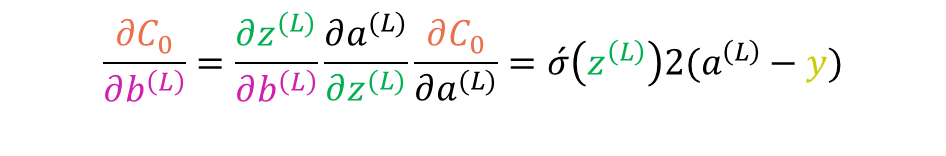 ∂C₀/∂b⁽ᴸ⁾ = ∂z⁽ᴸ⁾/∂b⁽ᴸ⁾ ∂a⁽ᴸ⁾/∂z⁽ᴸ⁾ ∂C₀/∂a⁽ᴸ⁾ = σ́(z⁽ᴸ⁾)2(a⁽ᴸ⁾ − y)